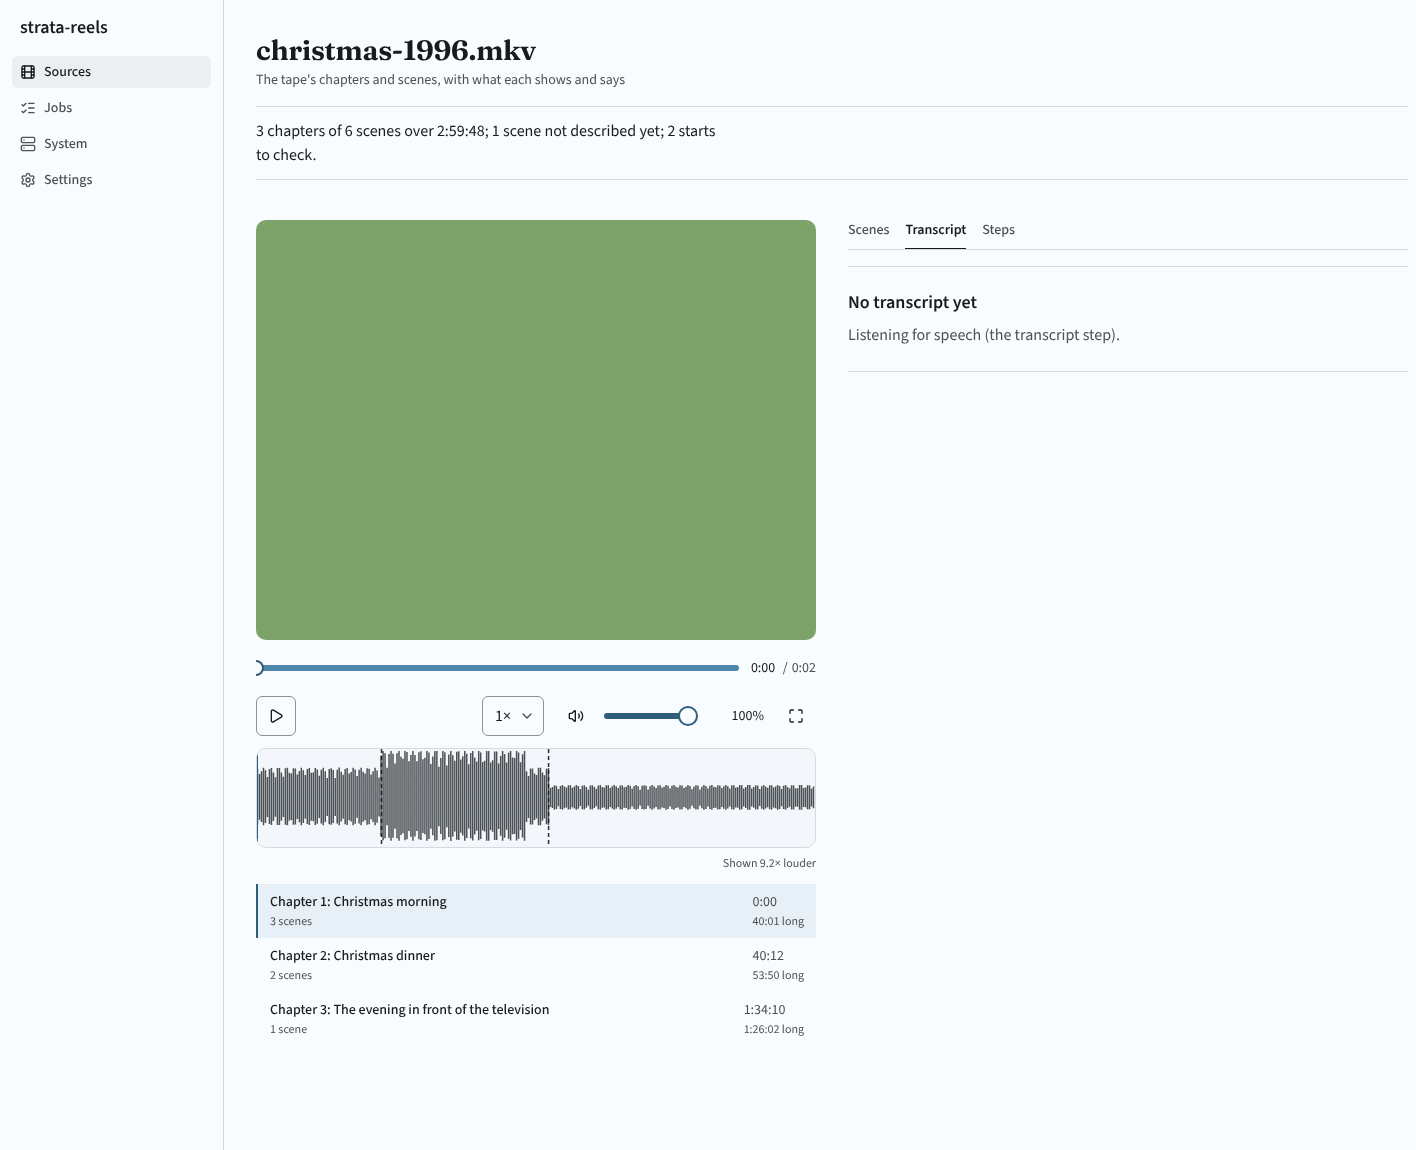 strata-reels
Sources
Jobs
System
Settings
christmas-1996.mkv
The tape's chapters and scenes, with what each shows and says
3 chapters of 6 scenes over 2:59:48; 1 scene not described yet; 2 starts
to check.
0:00 / 0:02
1×
100%
Shown 9.2× louder
Chapter 1: Christmas morning 0:00
3 scenes 40:01 long
Chapter 2: Christmas dinner 40:12
2 scenes 53:50 long
Chapter 3: The evening in front of the television 1:34:10
1 scene 1:26:02 long
Scenes Transcript Steps
No transcript yet
Listening for speech (the transcript step).